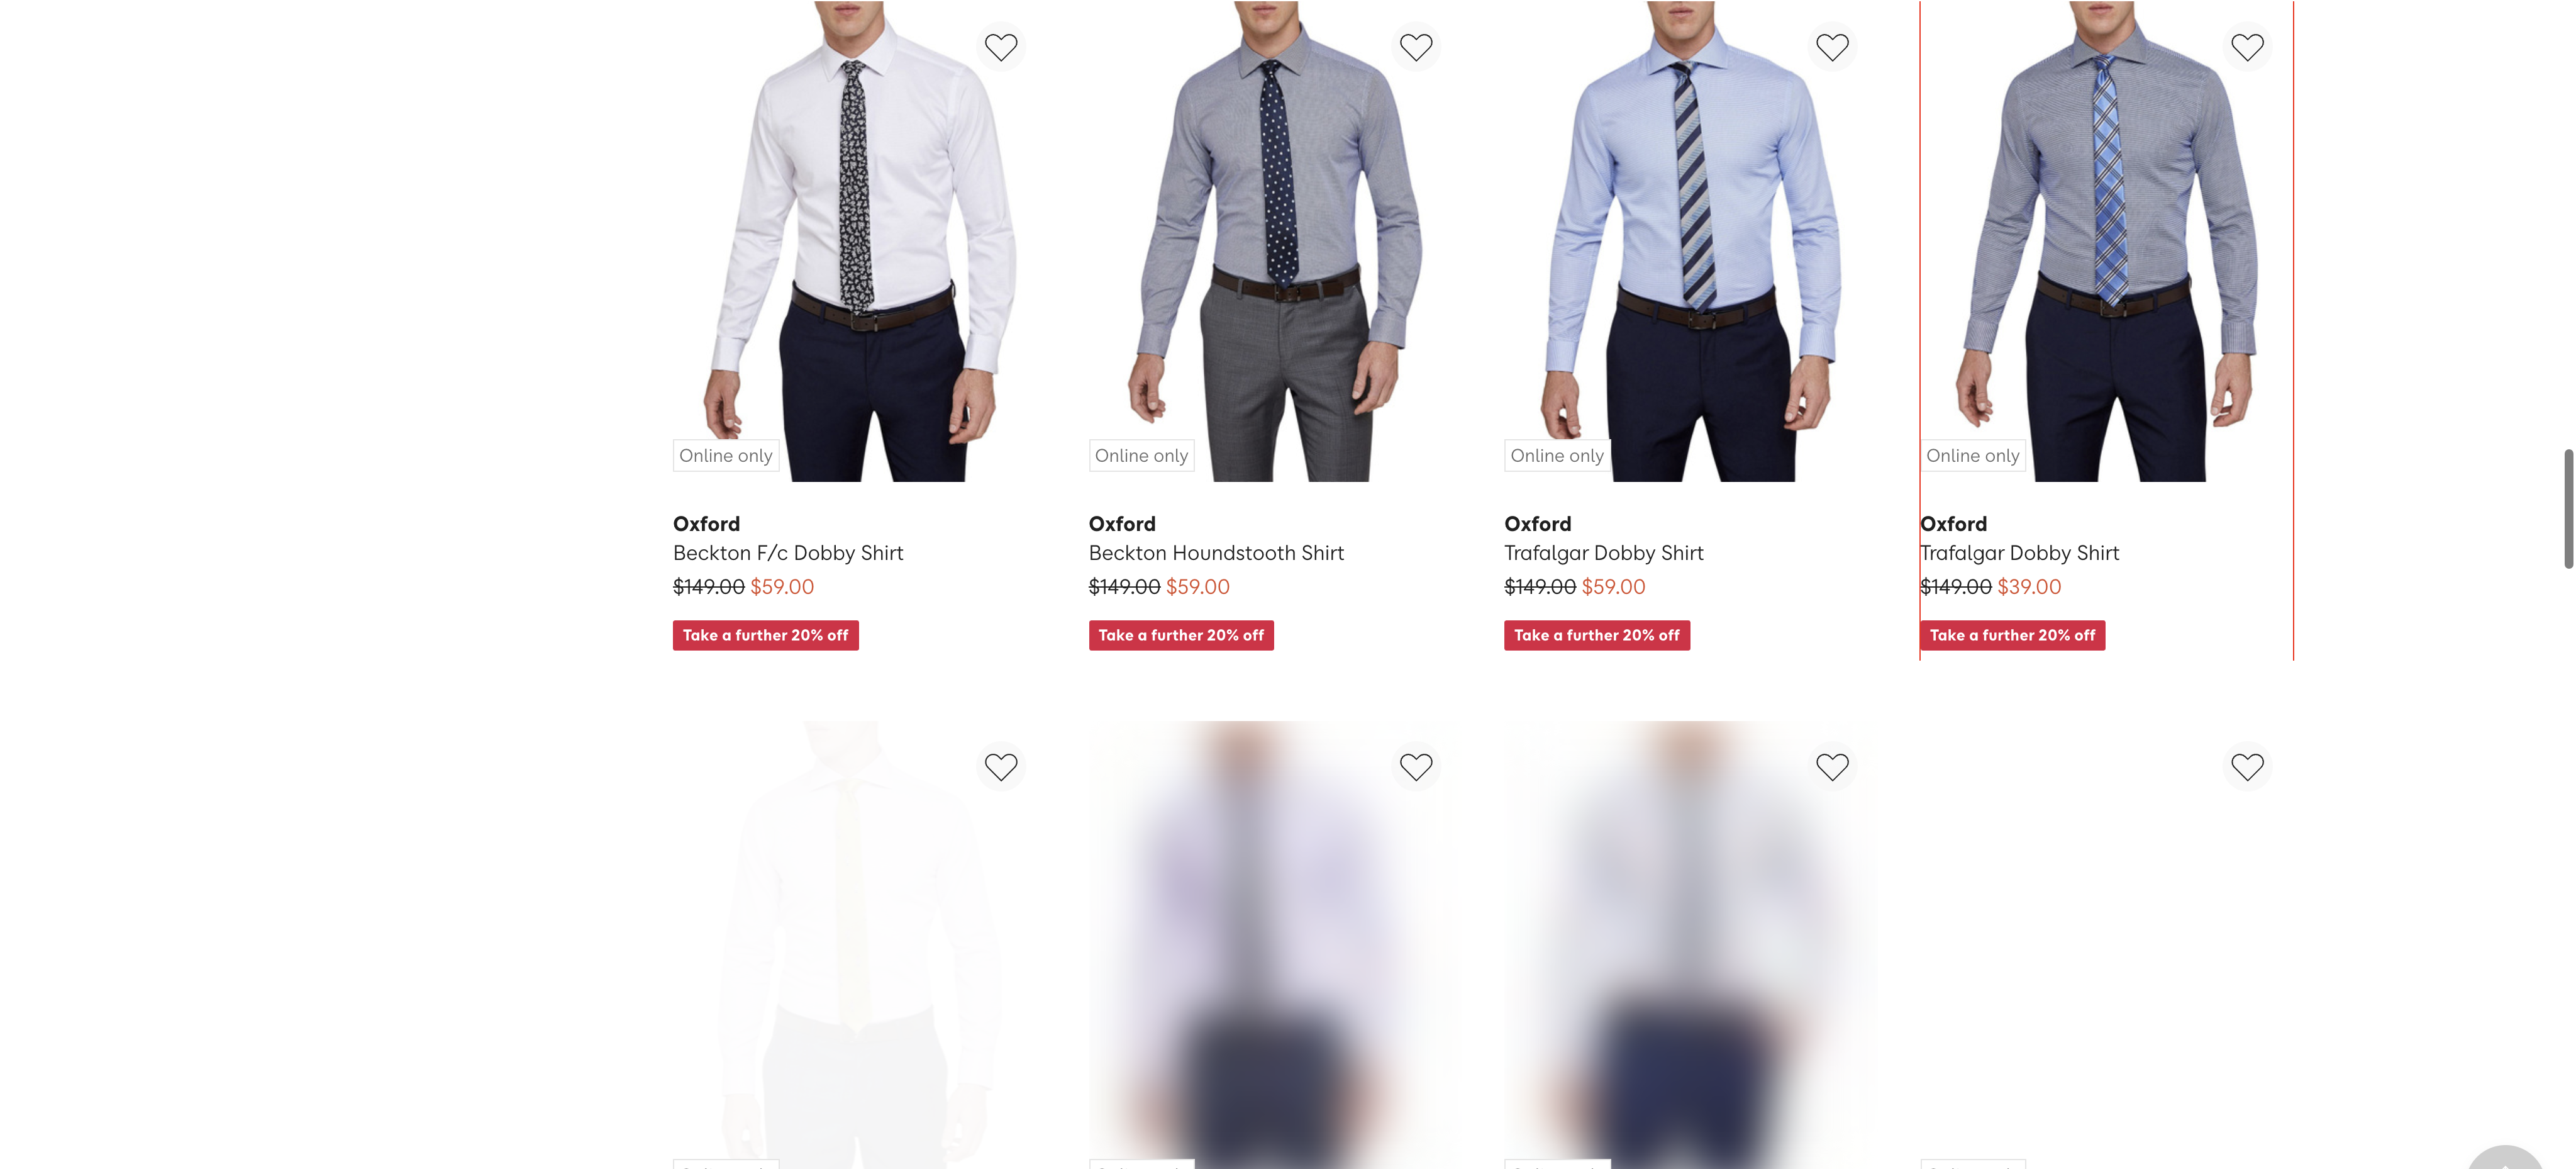 Online only
Online only
Online only
Online only
Oxford
Beckton F/c Dobby Shirt
$149.00 $59.00
Take a further 20% off
Oxford
Beckton Houndstooth Shirt
$149.00 $59.00
Take a further 20% off
Oxford
Trafalgar Dobby Shirt
$149.00 $59.00
Take a further 20% off
Oxford
Trafalgar Dobby Shirt
$149.00 $39.00
Take a further 20% off